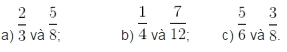 a) 2/3 và 5/8; b) 1/4 và 7/12; c) 5/6 và 3/8.